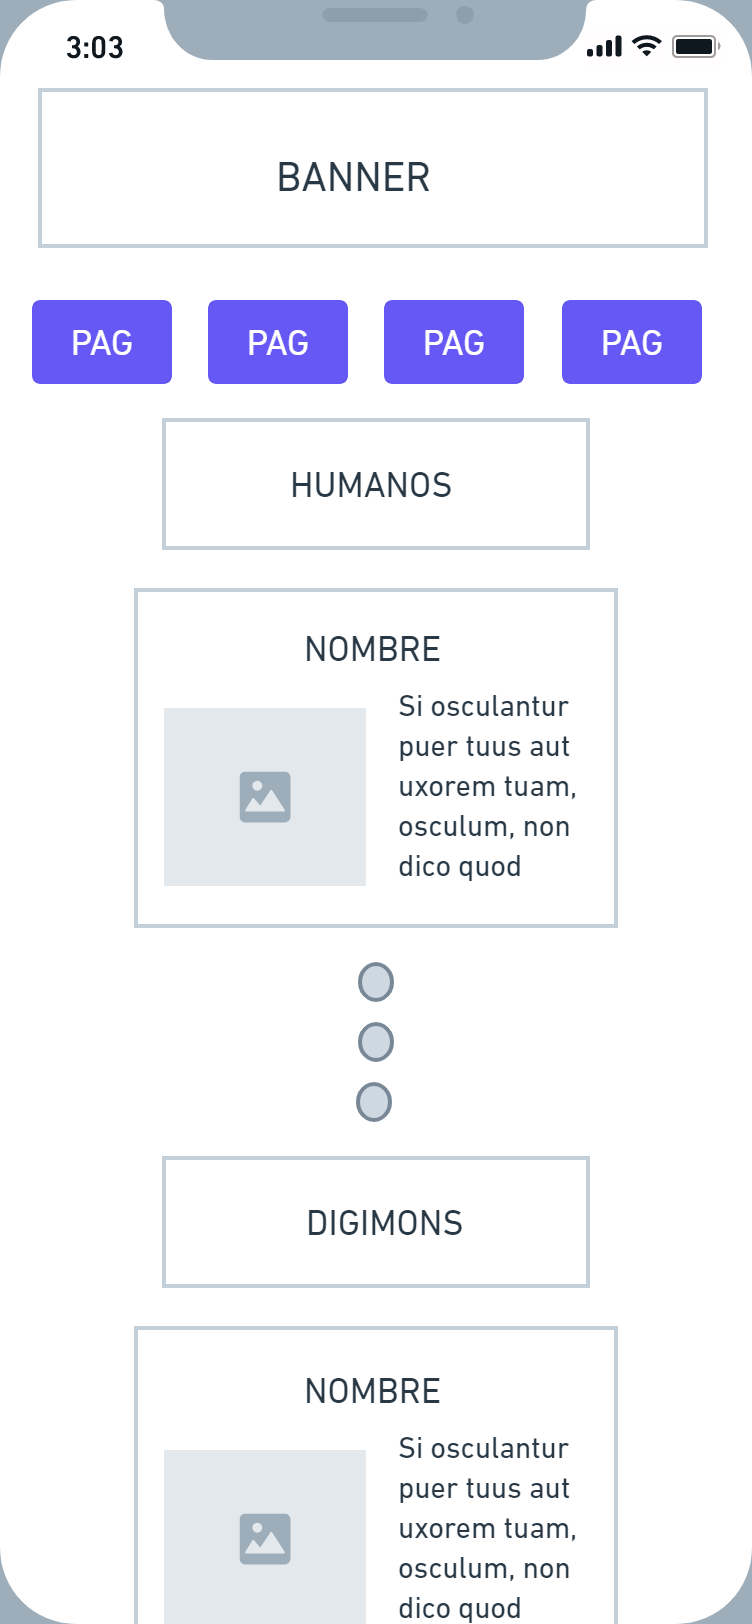 3:03
BANNER
PAG PAG PAG PAG
HUMANOS
NOMBRE
Si osculantur
puer tuus aut
uxorem tuam,
osculum, non
dico quod
DIGIMONS
NOMBRE
Si osculantur
puer tuus aut
uxorem tuam,
osculum, non
dico quod